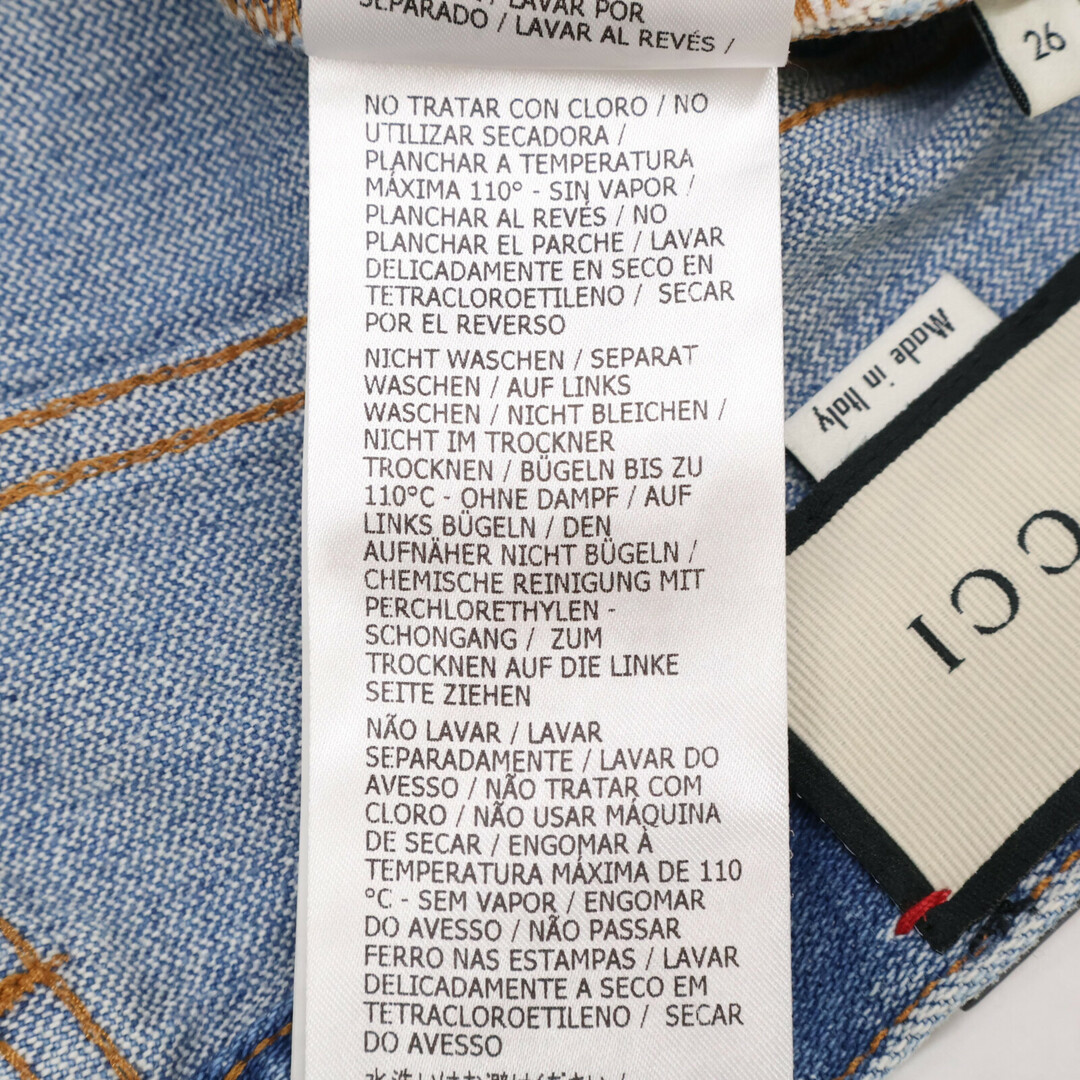 LAVAR POR
SEPARADO / LAVAR AL REVÉS /
NO TRATAR CON CLORO / NO
UTILIZAR SECADORA /
PLANCHAR A TEMPERATURA
MÁXIMA 110° - SIN VAPOR /
PLANCHAR AL REVÉS / NO
PLANCHAR EL PARCHE / LAVAR
DELICADAMENTE EN SECO EN
TETRACLOROETILENO / SECAR
POR EL REVERSO
NICHT WASCHEN / SEPARAT
WASCHEN / AUF LINKS
WASCHEN / NICHT BLEICHEN /
NICHT IM TROCKNER
TROCKNEN / BÜGELN BIS ZU
110°C - OHNE DAMPF / AUF
LINKS BÜGELN / DEN
AUFNÄHER NICHT BÜGELN /
CHEMISCHE REINIGUNG MIT
PERCHLORETHYLEN -
SCHONGANG / ZUM
TROCKNEN AUF DIE LINKE
SEITE ZIEHEN
NÃO LAVAR / LAVAR
SEPARADAMENTE / LAVAR DO
AVESSO / NÃO TRATAR COM
CLORO / NÃO USAR MÁQUINA
DE SECAR / ENGOMAR À
TEMPERATURA MÁXIMA DE 110
°C - SEM VAPOR / ENGOMAR
DO AVESSO / NÃO PASSAR
FERRO NAS ESTAMPAS / LAVAR
DELICADAMENTE A SECO EM
TETRACLOROETILENO / SECAR
DO AVESSO
26
Made in Italy
CCI